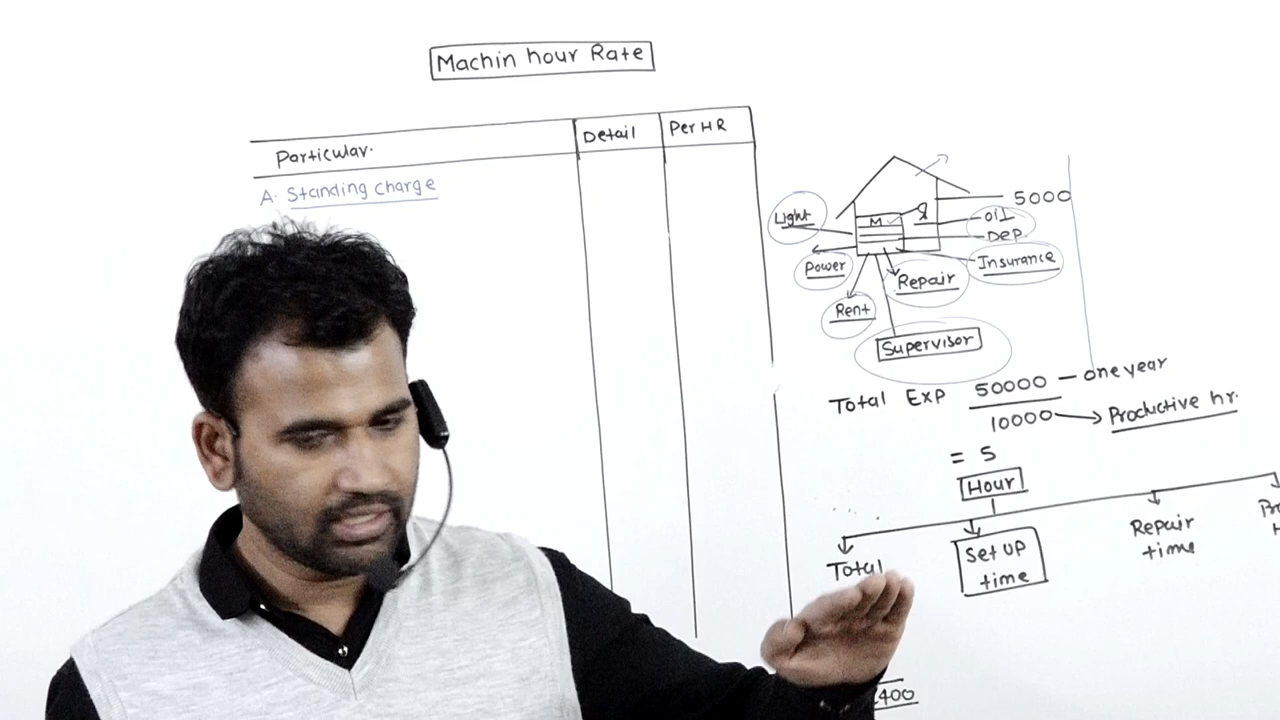 Machin hour Rate
Particular.
Detail
Per HR
A. Standing charge
5000
Light
M
oil
Dep
Insurance
Power
Repair
Rent
Supervisor
Total Exp 50000 – one year
10000 → Productive hr.
= 5
Hour
Total
Set UP
time
Repair
time
400